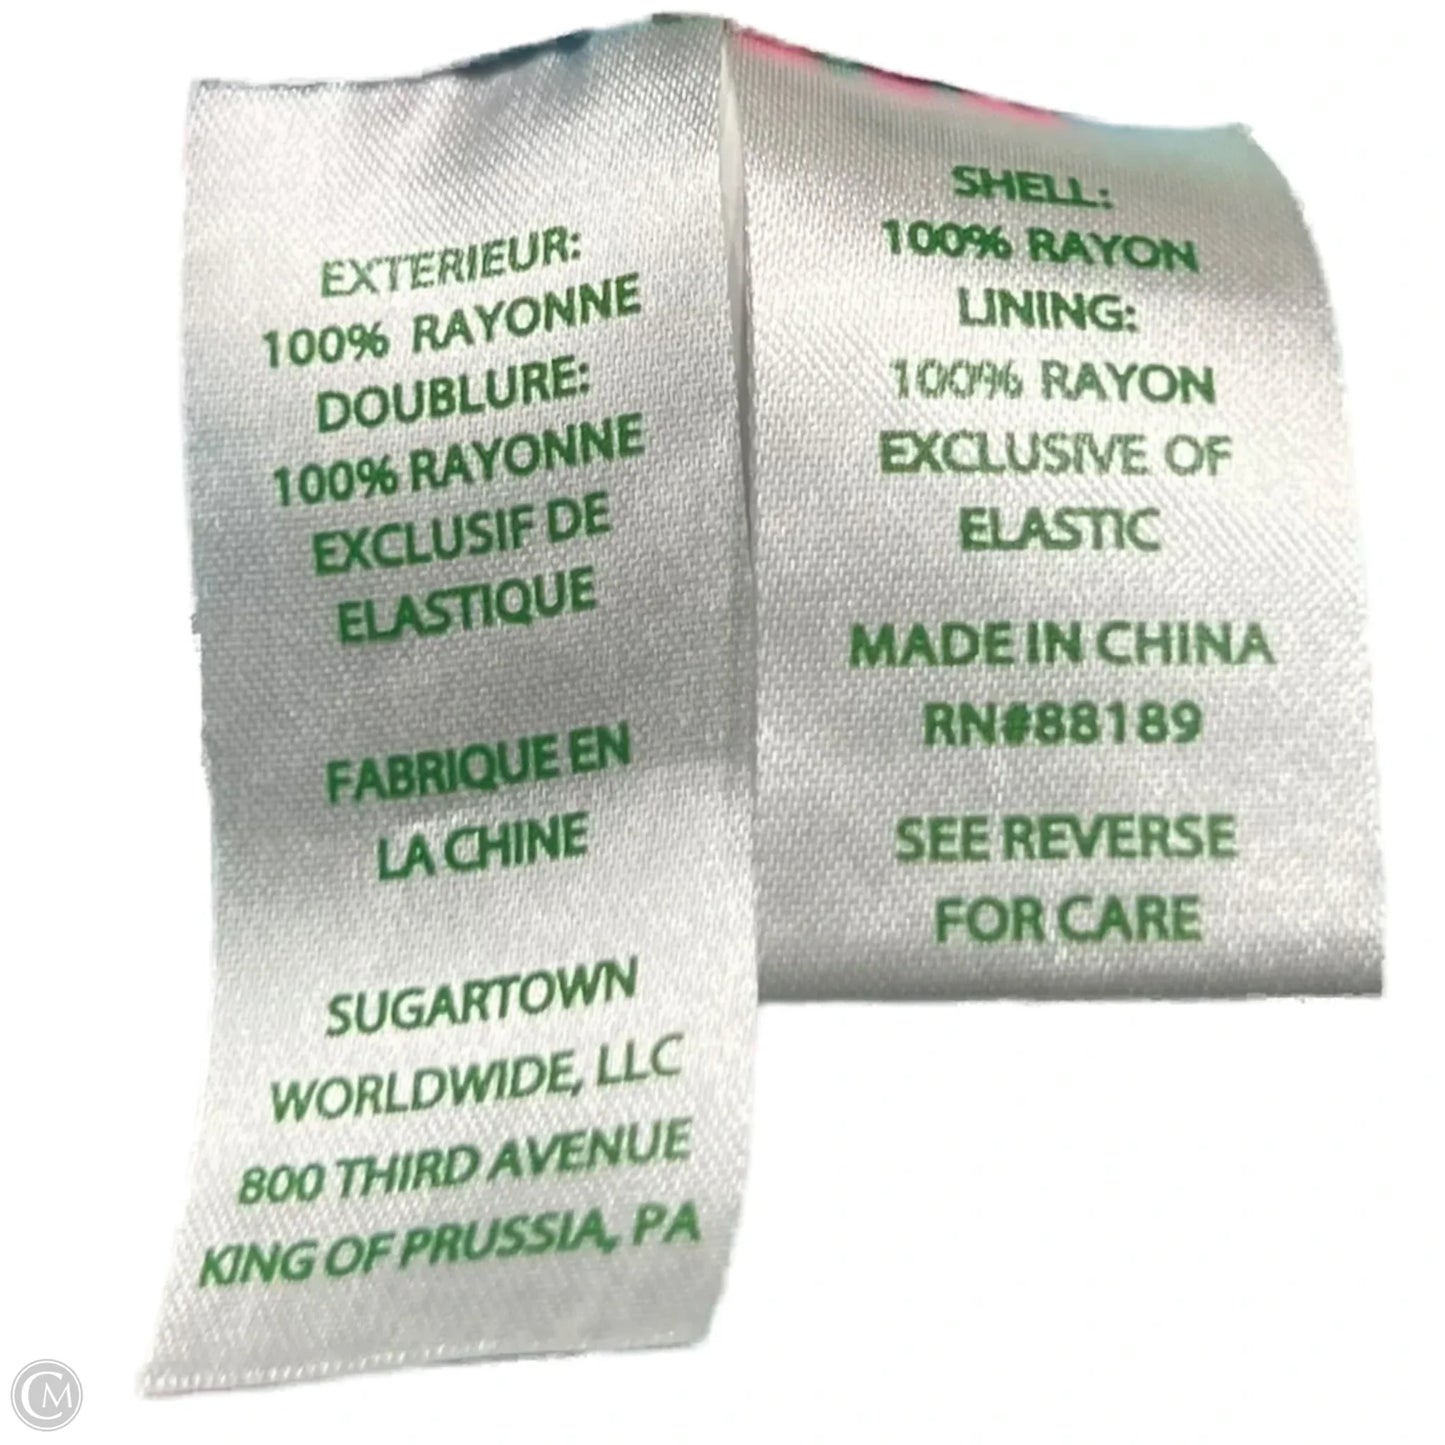 EXTERIEUR:
100% RAYONNE
DOUBLURE:
100% RAYONNE
EXCLUSIF DE
ELASTIQUE
FABRIQUE EN
LA CHINE
SUGARTOWN
WORLDWIDE, LLC
800 THIRD AVENUE
KING OF PRUSSIA, PA
SHELL:
100% RAYON
LINING:
100% RAYON
EXCLUSIVE OF
ELASTIC
MADE IN CHINA
RN#88189
SEE REVERSE
FOR CARE
CM